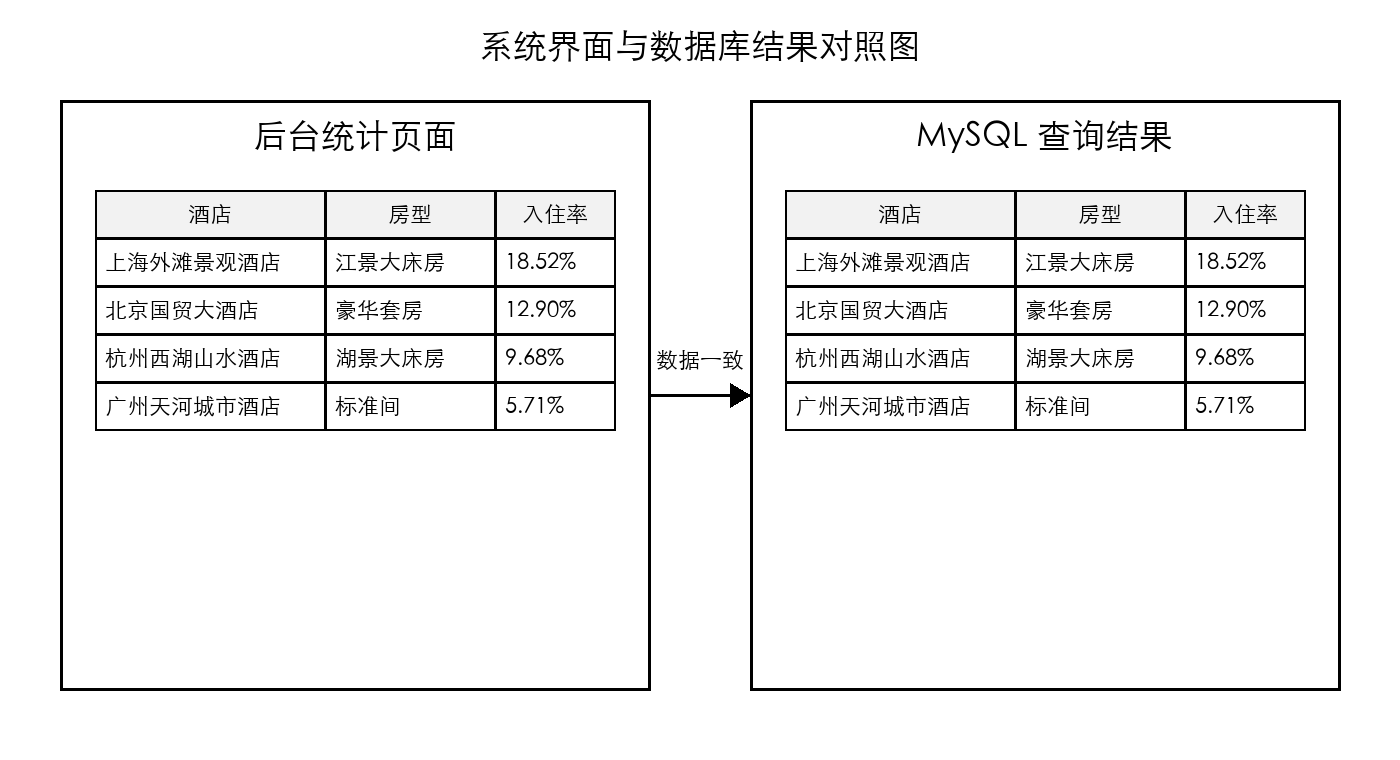 系统界面与数据库结果对照图
后台统计页面
酒店 房型 入住率
上海外滩景观酒店 江景大床房 18.52%
北京国贸大酒店 豪华套房 12.90%
杭州西湖山水酒店 湖景大床房 9.68%
广州天河城市酒店 标准间 5.71%
数据一致
MySQL 查询结果
酒店 房型 入住率
上海外滩景观酒店 江景大床房 18.52%
北京国贸大酒店 豪华套房 12.90%
杭州西湖山水酒店 湖景大床房 9.68%
广州天河城市酒店 标准间 5.71%